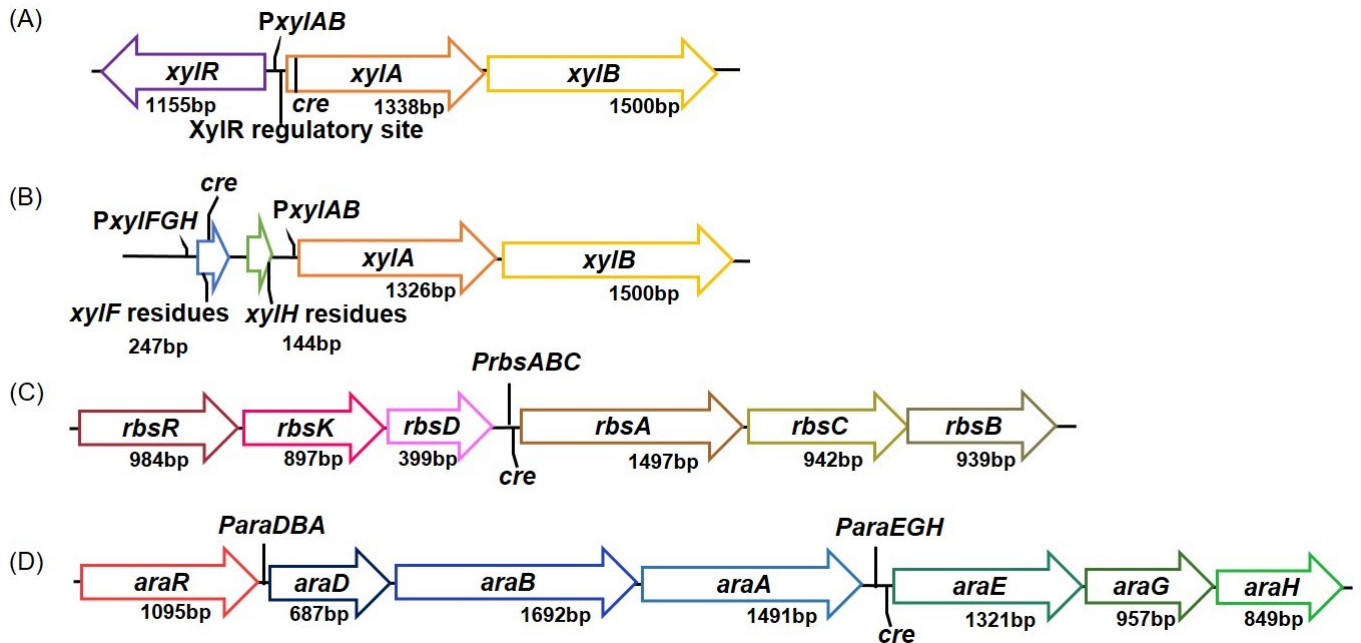 (A)
PxylAB
xylR
xylA
xylB
cre
1155bp
1338bp
1500bp
XylR regulatory site
(B)
cre
PxylFGH
PxylAB
xylA
xylB
1326bp
1500bp
xylF residues
xylH residues
247bp
144bp
PrbsABC
(C)
rbsR
rbsK
rbsD
rbsA
rbsC
rbsB
984bp
897bp
399bp
1497bp
942bp
939bp
cre
ParaDBA
ParaEGH
(D)
araR
araD
araB
araA
araE
araG
araH
1095bp
687bp
1692bp
1491bp
1321bp
957bp
849bp
cre